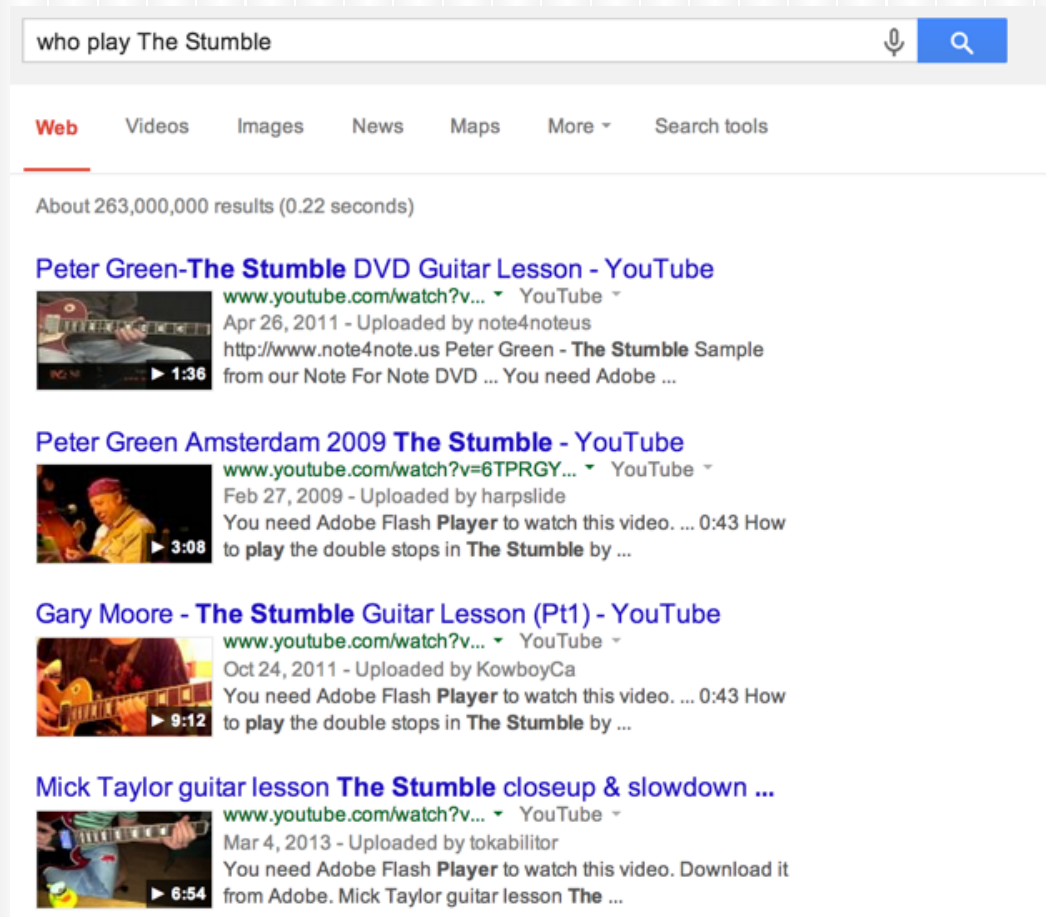 who play The Stumble
Web Videos Images News Maps More Search tools
About 263,000,000 results (0.22 seconds)
Peter Green-The Stumble DVD Guitar Lesson - YouTube
www.youtube.com/watch?v... YouTube
Apr 26, 2011 - Uploaded by note4noteus
http://www.note4note.us Peter Green - The Stumble Sample
1:36 from our Note For Note DVD ... You need Adobe ...
Peter Green Amsterdam 2009 The Stumble - YouTube
www.youtube.com/watch?v=6TPRGY... YouTube
Feb 27, 2009 - Uploaded by harpslide
You need Adobe Flash Player to watch this video. ... 0:43 How
3:08 to play the double stops in The Stumble by ...
Gary Moore - The Stumble Guitar Lesson (Pt1) - YouTube
www.youtube.com/watch?v... YouTube
Oct 24, 2011 - Uploaded by KowboyCa
You need Adobe Flash Player to watch this video. ... 0:43 How
9:12 to play the double stops in The Stumble by ...
Mick Taylor guitar lesson The Stumble closeup & slowdown ...
www.youtube.com/watch?v... YouTube
Mar 4, 2013 - Uploaded by tokabilitor
You need Adobe Flash Player to watch this video. Download it
6:54 from Adobe. Mick Taylor guitar lesson The ...